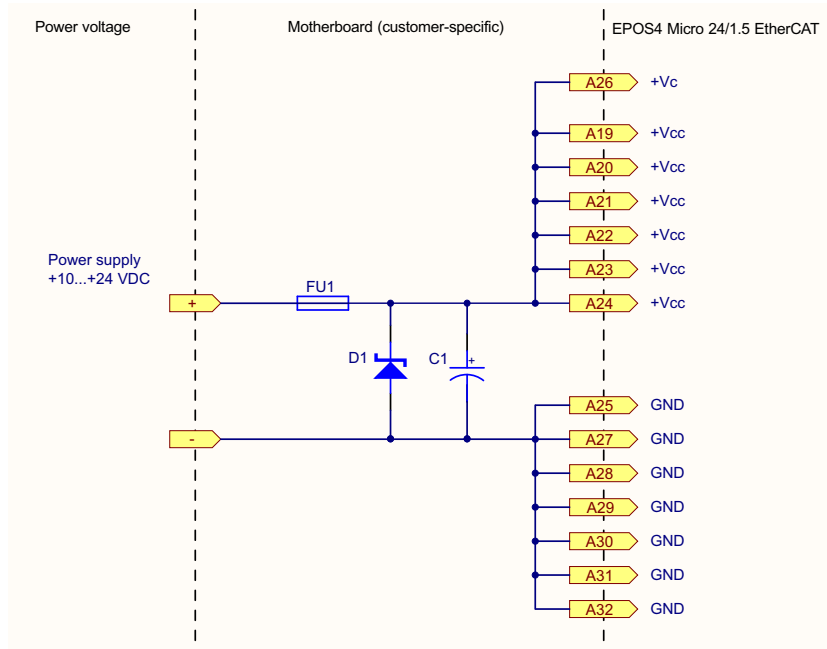 Power voltage
Motherboard (customer-specific)
EPOS4 Micro 24/1.5 EtherCAT
A26 +Vc
A19 +Vcc
A20 +Vcc
A21 +Vcc
A22 +Vcc
A23 +Vcc
Power supply
+10...+24 VDC
+
FU1
A24 +Vcc
D1
C1
+
A25 GND
-
A27 GND
A28 GND
A29 GND
A30 GND
A31 GND
A32 GND